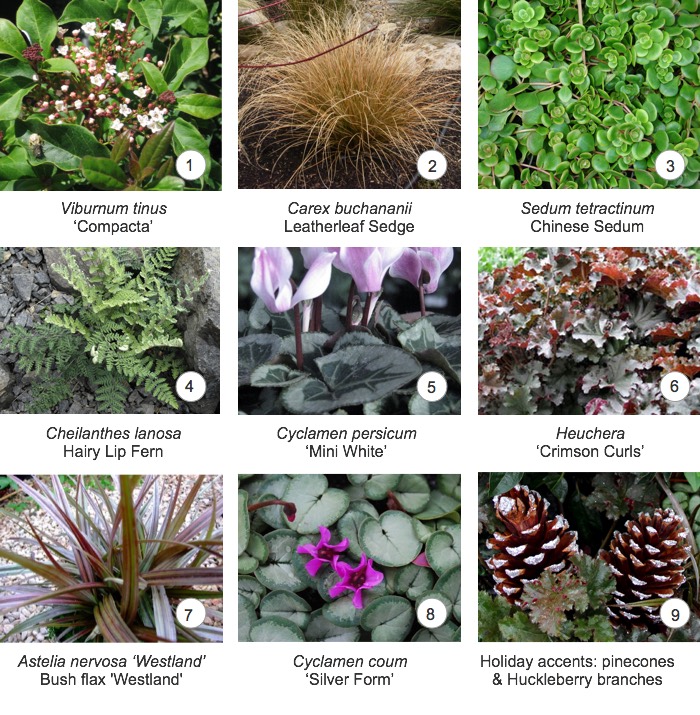 1
2
3
Viburnum tinus
‘Compacta’
Carex buchananii
Leatherleaf Sedge
Sedum tetractinum
Chinese Sedum
4
5
6
Cheilanthes lanosa
Hairy Lip Fern
Cyclamen persicum
‘Mini White’
Heuchera
‘Crimson Curls’
7
8
9
Astelia nervosa ‘Westland’
Bush flax 'Westland'
Cyclamen coum
‘Silver Form’
Holiday accents: pinecones
& Huckleberry branches